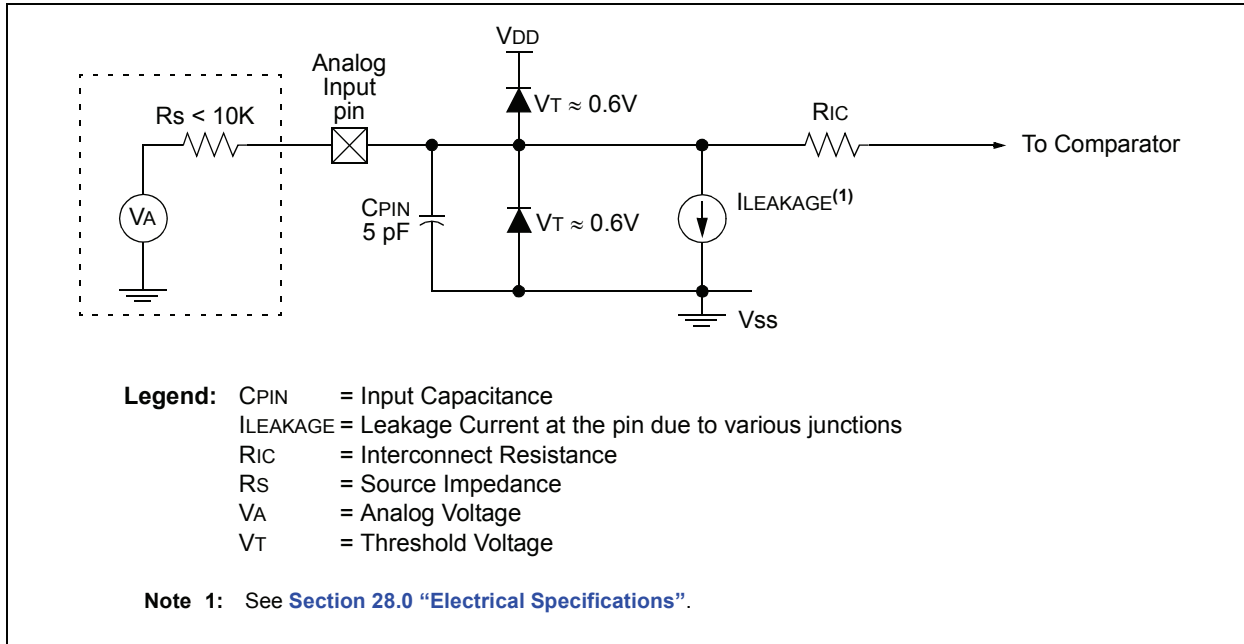 VDD
Analog
Input
pin
Rs < 10K
VT ≈ 0.6V
RIC
To Comparator
VA
CPIN
5 pF
VT ≈ 0.6V
ILEAKAGE(1)
Vss
Legend: CPIN = Input Capacitance
ILEAKAGE = Leakage Current at the pin due to various junctions
RIC = Interconnect Resistance
RS = Source Impedance
VA = Analog Voltage
VT = Threshold Voltage
Note 1: See Section 28.0 “Electrical Specifications”.